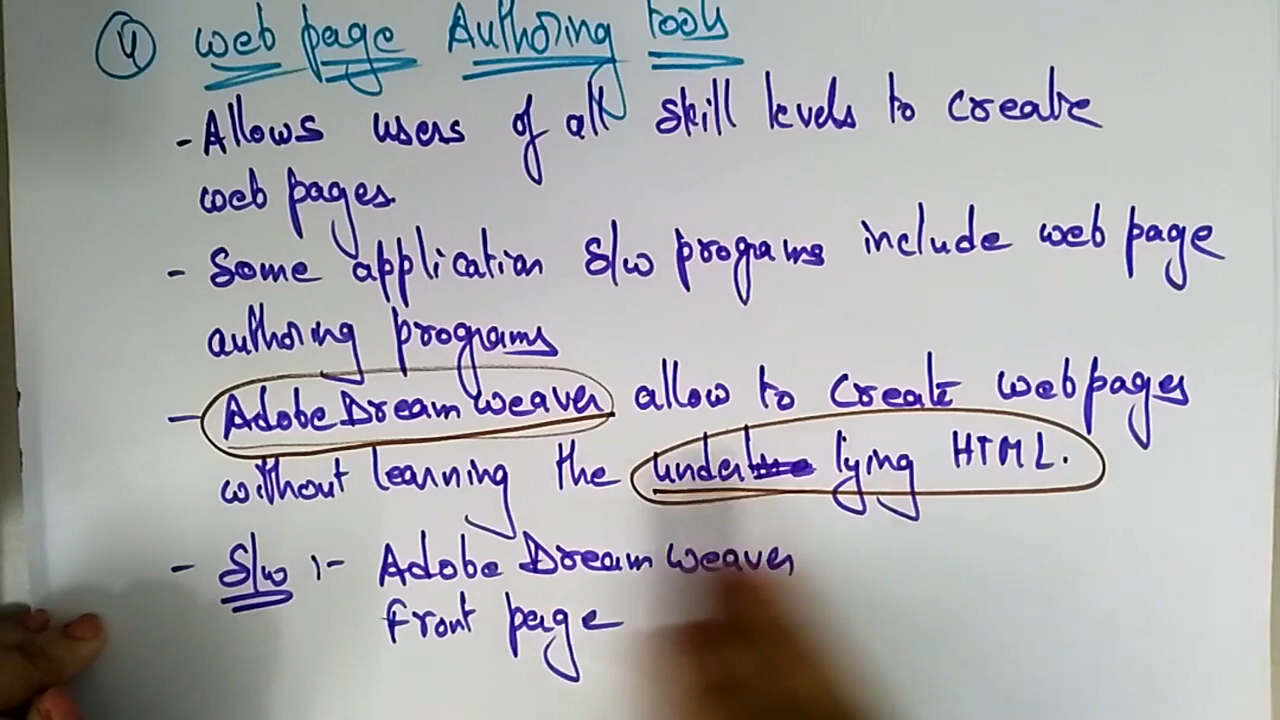 4 web page Authoring tools
- Allows users of all skill levels to create
web pages.
- Some application S/w programs include web page
authoring programs
- Adobe Dream weaver allow to create webpages
without learning the under lying HTML.
- S/w :- Adobe Dream weaver
front page